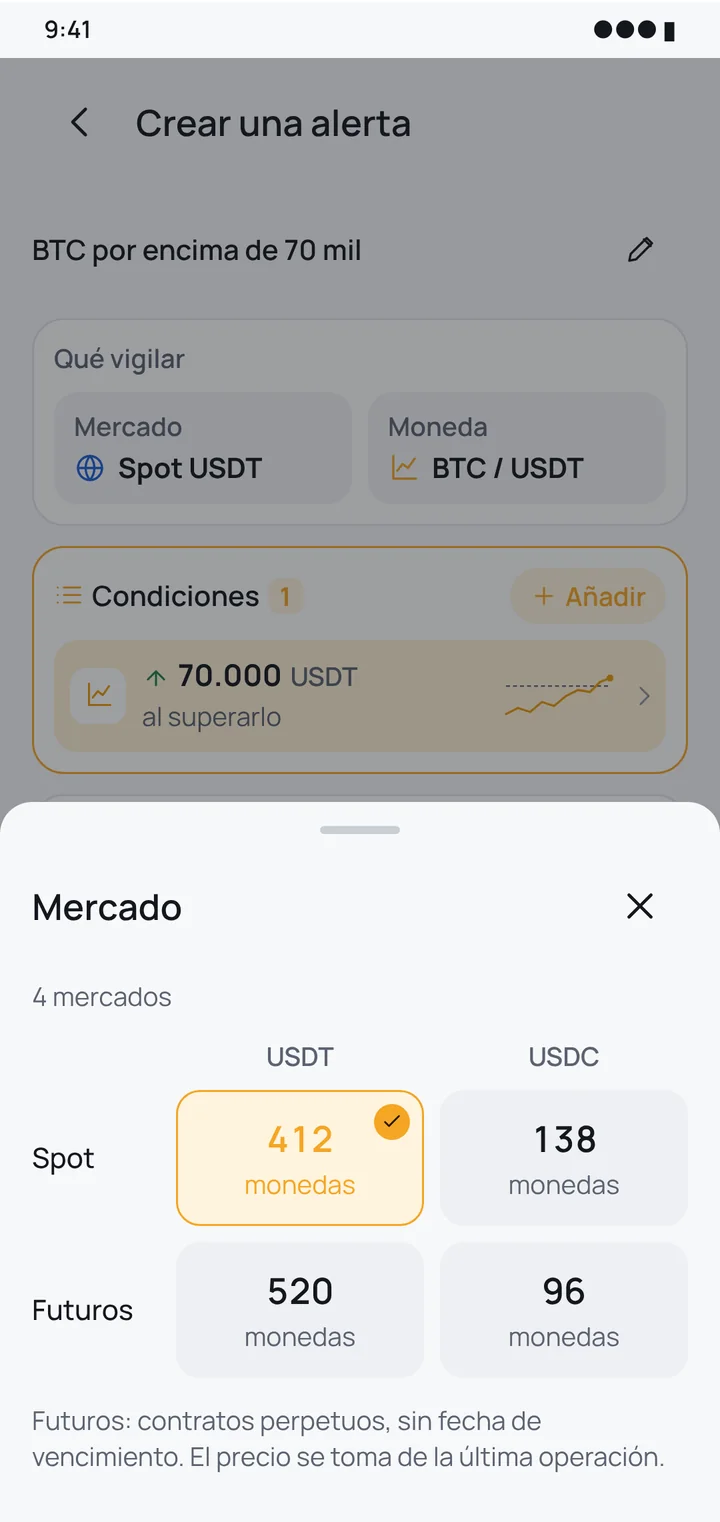 9:41
Crear una alerta
BTC por encima de 70 mil
Qué vigilar
Mercado
Spot USDT
Moneda
BTC / USDT
Condiciones 1
+ Añadir
70.000 USDT
al superarlo
Mercado
4 mercados
USDT USDC
Spot
412
monedas
138
monedas
Futuros
520
monedas
96
monedas
Futuros: contratos perpetuos, sin fecha de
vencimiento. El precio se toma de la última operación.